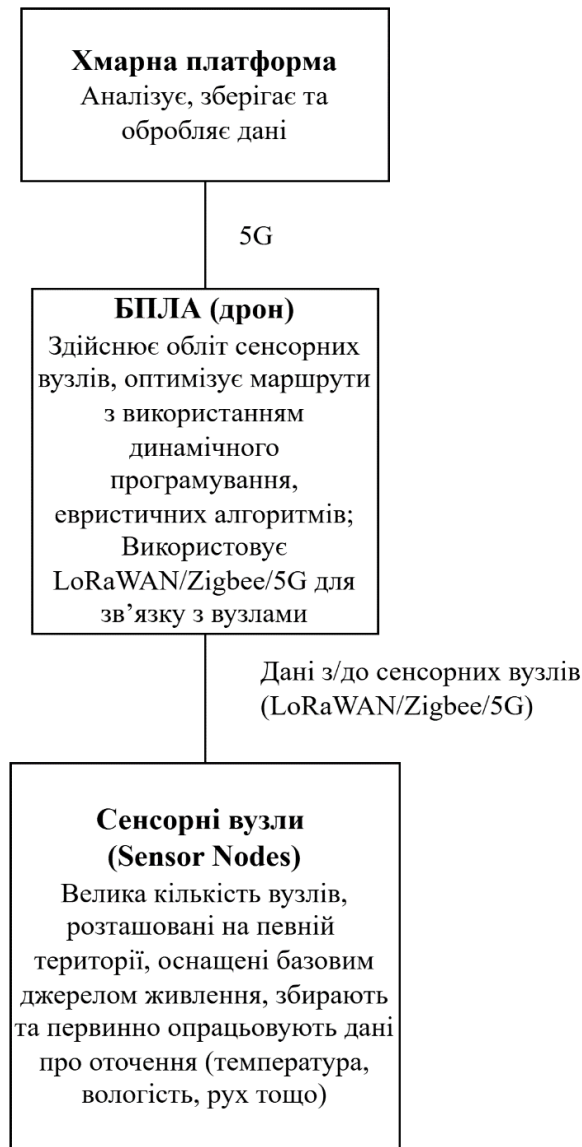 Хмарна платформа
Аналізує, зберігає та
обробляє дані
5G
БПЛА (дрон)
Здійснює обліт сенсорних
вузлів, оптимізує маршрути
з використанням
динамічного
програмування,
евристичних алгоритмів;
Використовує
LoRaWAN/Zigbee/5G для
зв’язку з вузлами
Дані з/до сенсорних вузлів
(LoRaWAN/Zigbee/5G)
Сенсорні вузли
(Sensor Nodes)
Велика кількість вузлів,
розташовані на певній
території, оснащені базовим
джерелом живлення, збирають
та первинно опрацьовують дані
про оточення (температура,
вологість, рух тощо)